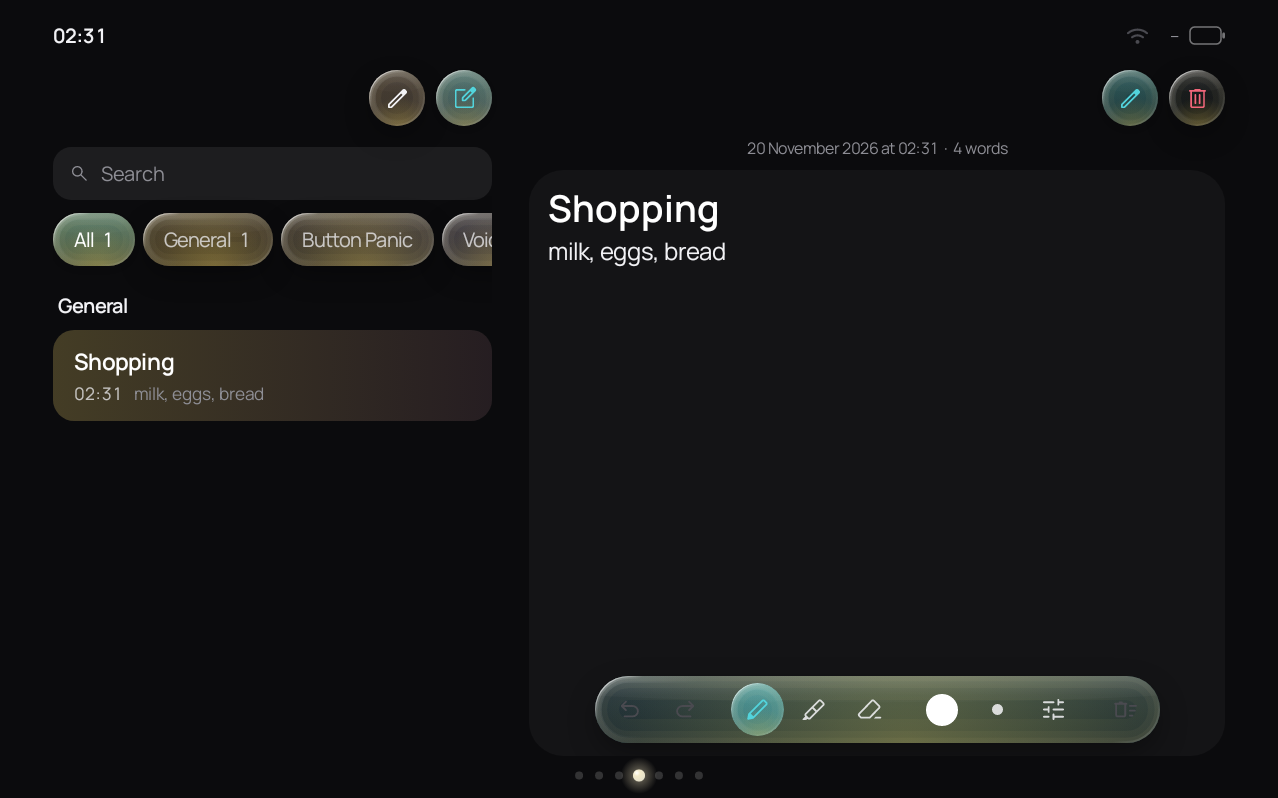 02:31
–
Search
20 November 2026 at 02:31 · 4 words
All 1
General 1
Button Panic
General
Shopping
02:31 milk, eggs, bread
Shopping
milk, eggs, bread